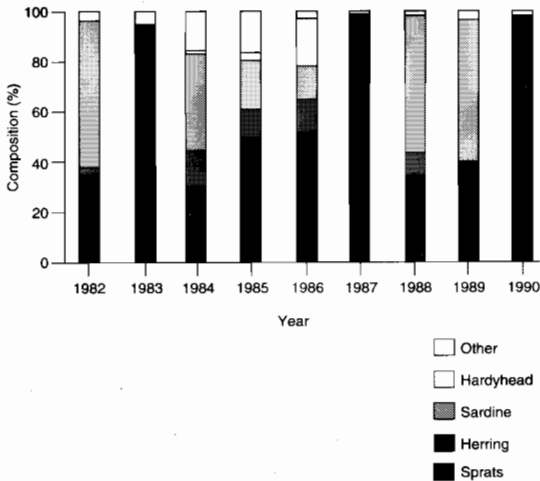 100
80
60
40
20
0
Composition (%)
1982 1983 1984 1985 1986 1987 1988 1989 1990
Year
Other
Hardyhead
Sardine
Herring
Sprats